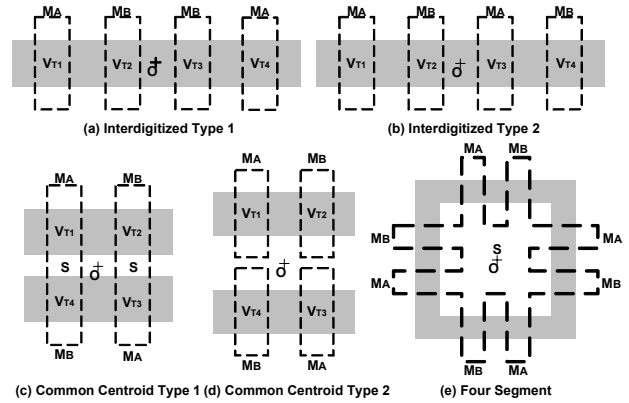 MA MB MB MA
VT1 VT2 VT3 VT4
O
(a) Interdigitized Type 1
MA MB MA MB
VT1 VT2 VT3 VT4
O
(b) Interdigitized Type 2
MA MB
VT1 VT2
S O S
VT4 VT3
MB MA
(c) Common Centroid Type 1
MA MB
VT1 VT2
O
VT4 VT3
MB MA
(d) Common Centroid Type 2
MA MB
MB MA
S
O
MA MB
MB MA
(e) Four Segment